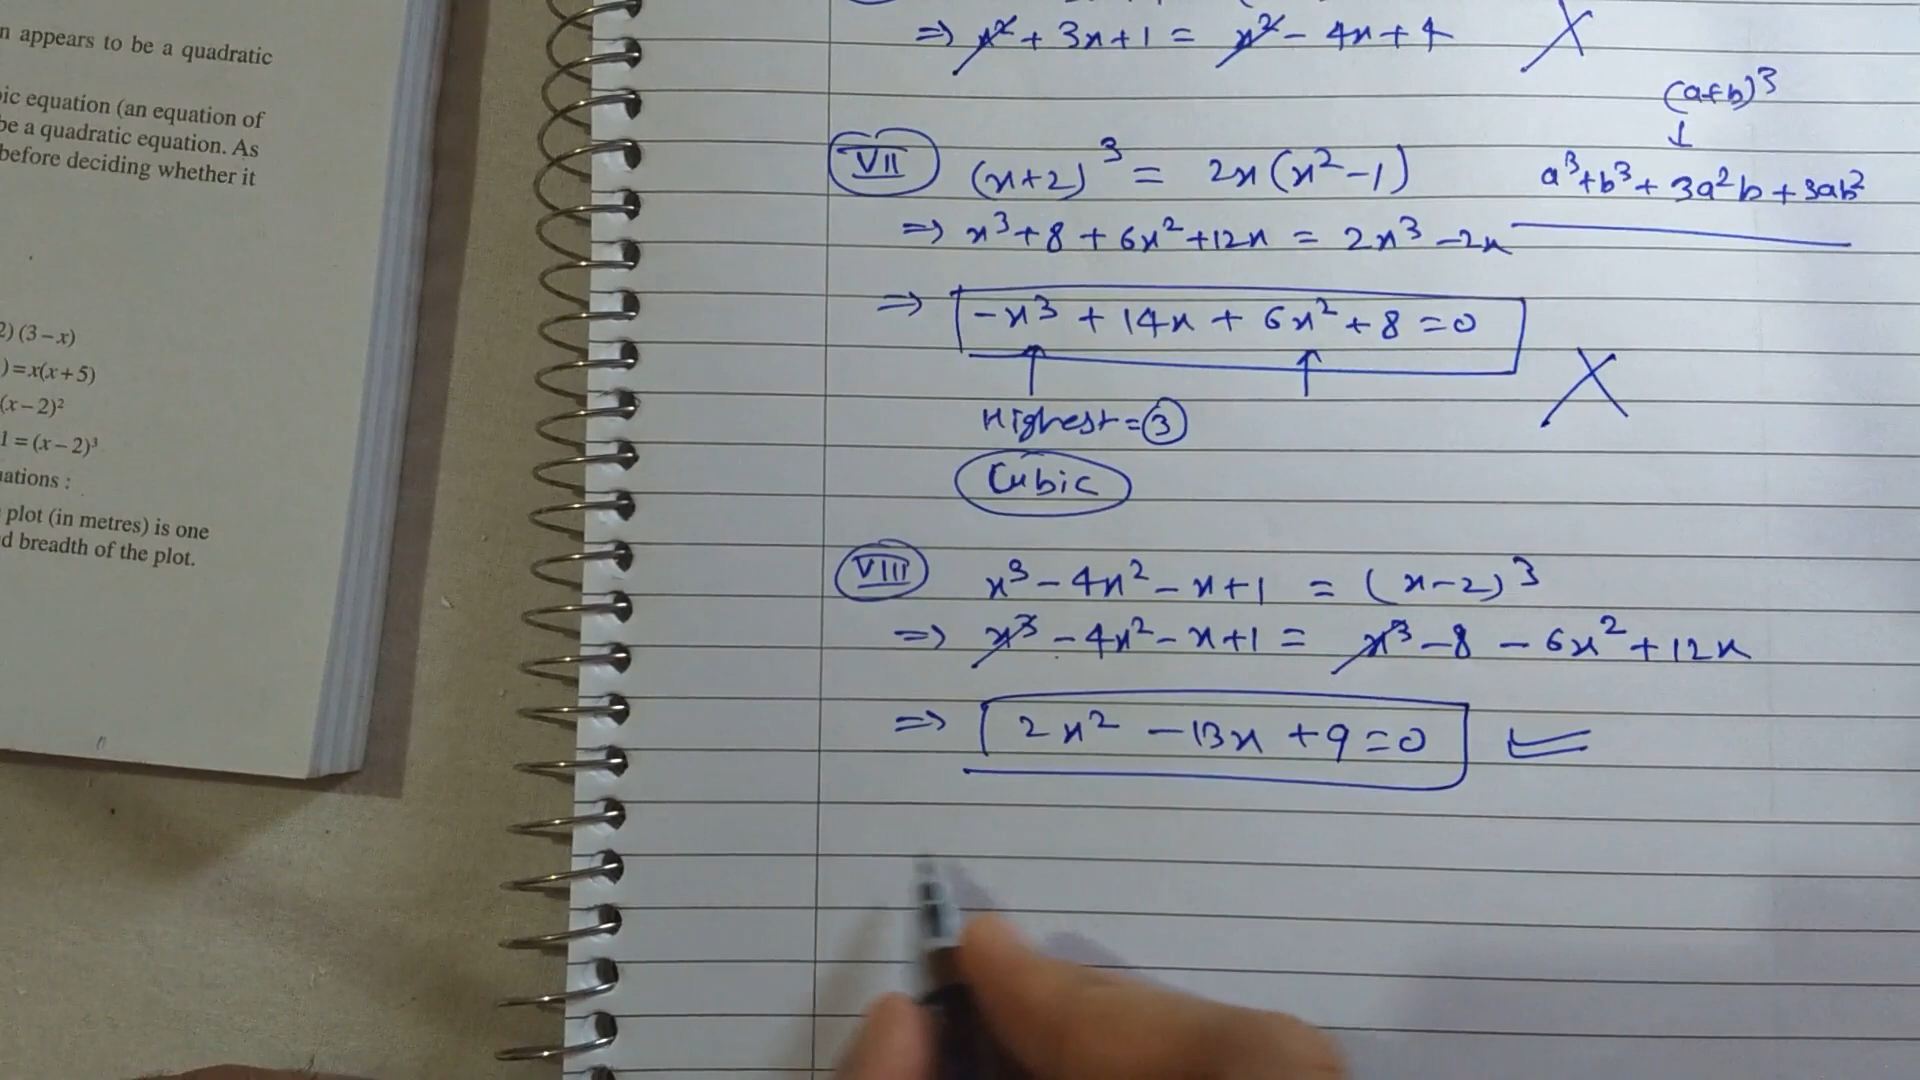 n appears to be a quadratic
ic equation (an equation of
be a quadratic equation. As
before deciding whether it
2) (3 – x)
) = x(x + 5)
(x – 2)²
1 = (x – 2)³
ations :
plot (in metres) is one
d breadth of the plot.
⇒ x² + 3x + 1 = x² – 4x + 4 X
(a+b)³
↓
a³ + b³ + 3a²b + 3ab²
VII (x+2)³ = 2x (x² – 1)
⇒ x³ + 8 + 6x² + 12x = 2x³ – 2x
⇒ –x³ + 14x + 6x² + 8 = 0 X
Highest = 3
Cubic
VIII x³ – 4x² – x + 1 = (x – 2)³
⇒ x³ – 4x² – x + 1 = x³ – 8 – 6x² + 12x
⇒ 2x² – 13x + 9 = 0